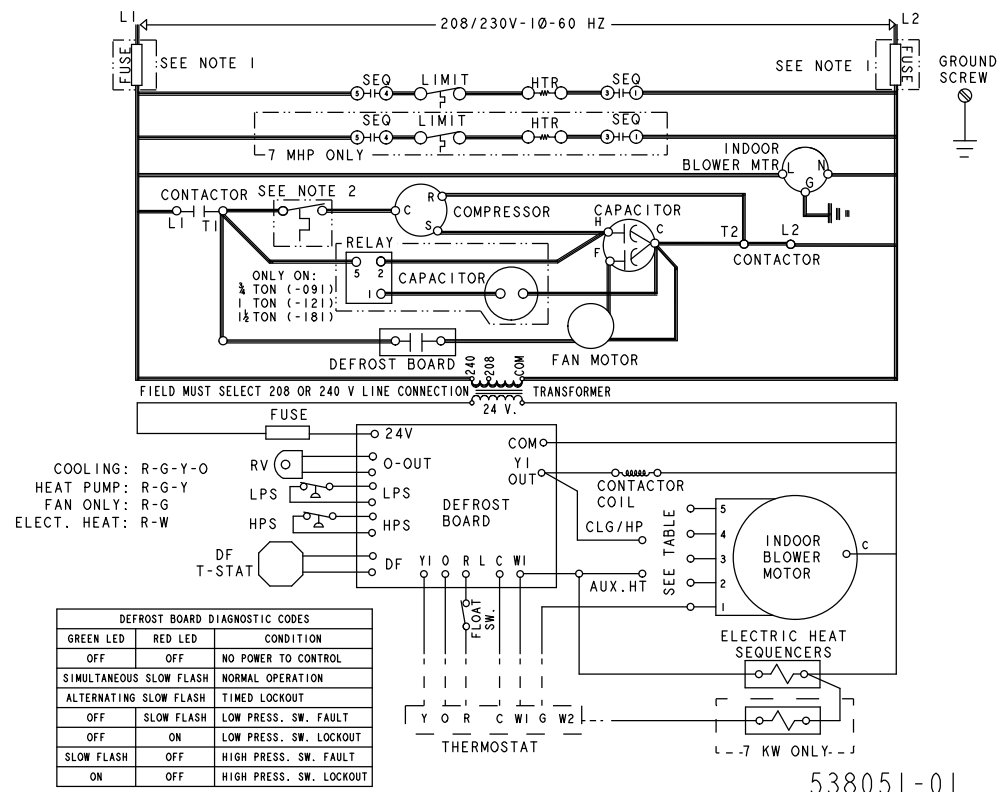 L1
208/230V-1Ø-60 HZ
L2
FUSE
SEE NOTE 1
SEE NOTE 1
FUSE
GROUND
SCREW
SEQ LIMIT HTR SEQ
5 4 3 1
SEQ LIMIT HTR SEQ
5 4 3 1
7 MHP ONLY
INDOOR
BLOWER MTR
L N
G
CONTACTOR
SEE NOTE 2
L1 T1
R
C
S
COMPRESSOR
CAPACITOR
H
C
F
T2
L2
CONTACTOR
RELAY
5 2
1
CAPACITOR
ONLY ON:
¾ TON (-091)
1 TON (-121)
1½ TON (-181)
DEFROST BOARD
FAN MOTOR
240
208
COM
FIELD MUST SELECT 208 OR 240 V LINE CONNECTION
TRANSFORMER
24 V.
FUSE
24V
COM
COOLING: R-G-Y-O
HEAT PUMP: R-G-Y
FAN ONLY: R-G
ELECT. HEAT: R-W
RV
O-OUT
Y1
OUT
LPS
LPS
CONTACTOR
COIL
DEFROST
BOARD
HPS
HPS
CLG/HP
SEE TABLE
5
4
3
2
1
INDOOR
BLOWER
MOTOR
C
DF
T-STAT
DF
Y1 O R L C W1
AUX.HT
FLOAT
SW.
DEFROST BOARD DIAGNOSTIC CODES
GREEN LED RED LED CONDITION
OFF OFF NO POWER TO CONTROL
SIMULTANEOUS SLOW FLASH NORMAL OPERATION
ALTERNATING SLOW FLASH TIMED LOCKOUT
OFF SLOW FLASH LOW PRESS. SW. FAULT
OFF ON LOW PRESS. SW. LOCKOUT
SLOW FLASH OFF HIGH PRESS. SW. FAULT
ON OFF HIGH PRESS. SW. LOCKOUT
ELECTRIC HEAT
SEQUENCERS
Y O R C W1 G W2
THERMOSTAT
7 KW ONLY
538051-01